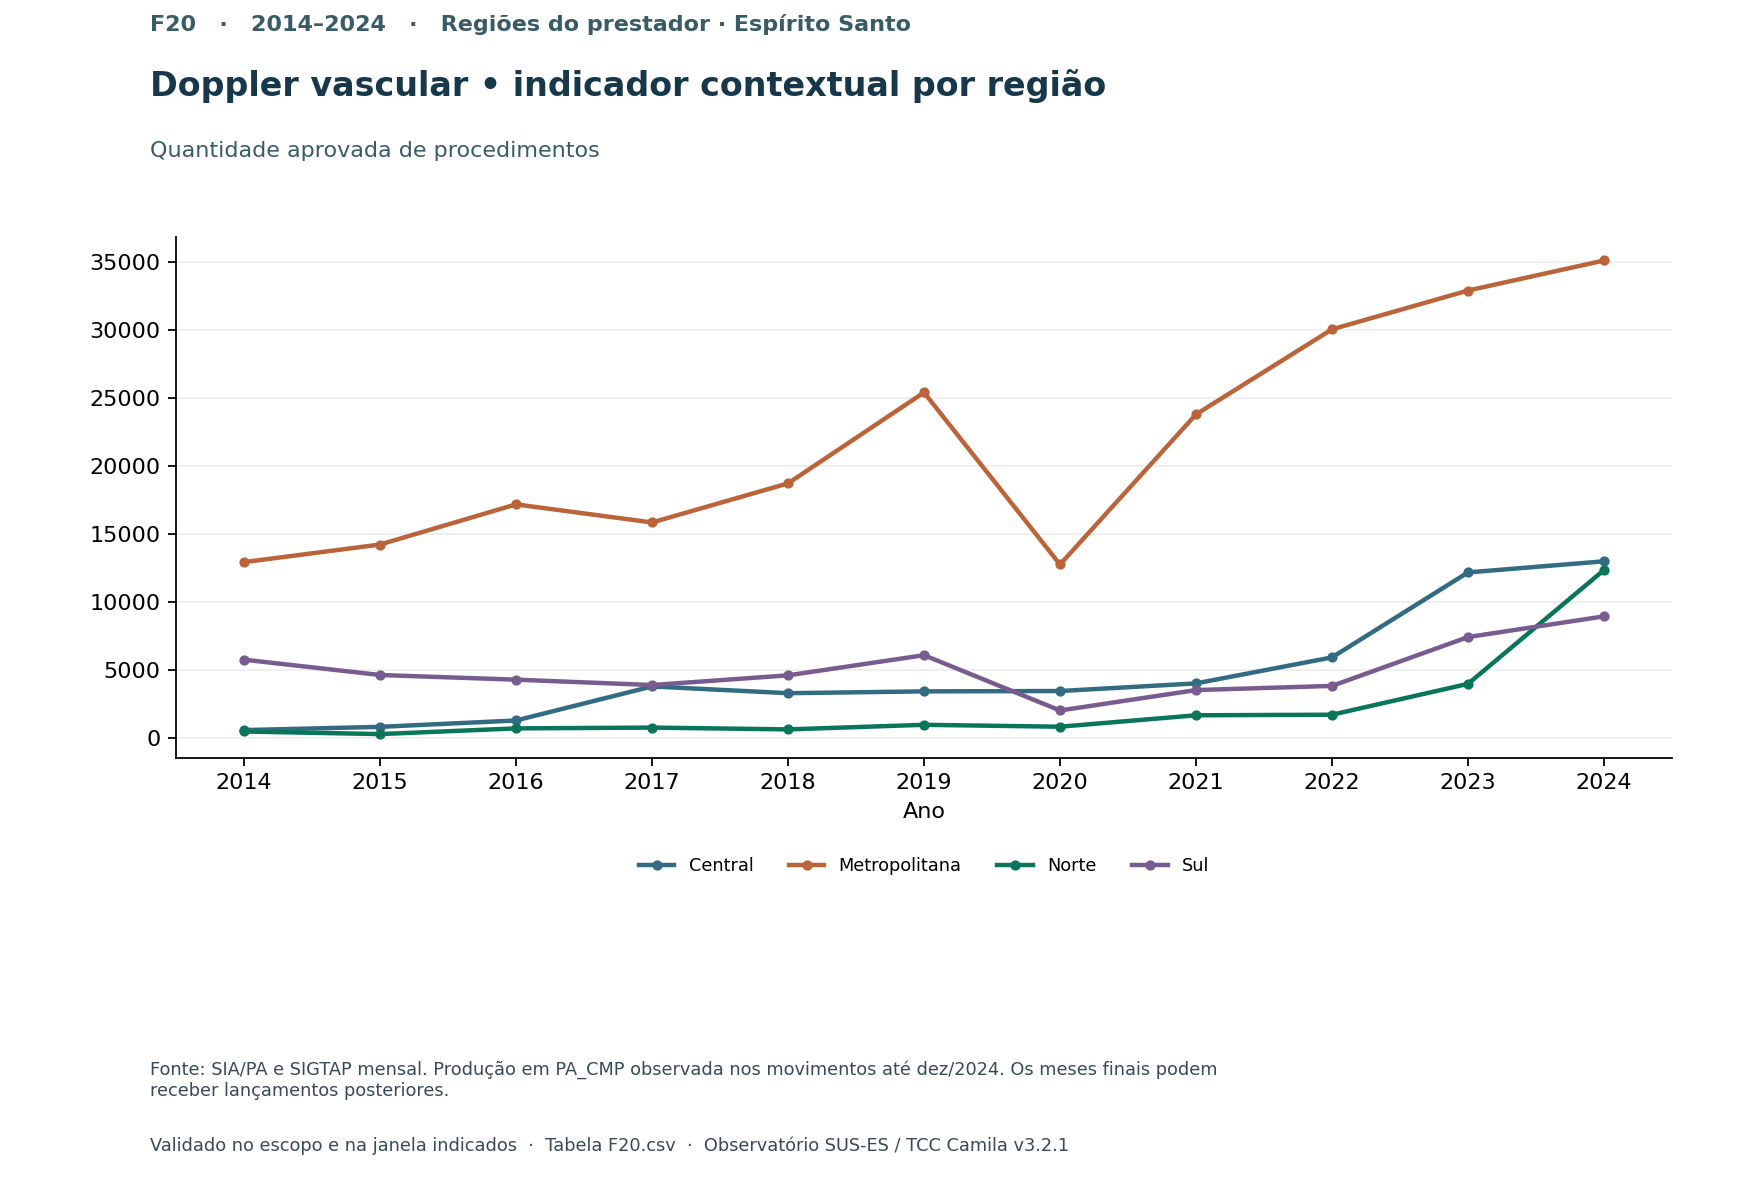 F20 · 2014–2024 · Regiões do prestador · Espírito Santo
Doppler vascular • indicador contextual por região
Quantidade aprovada de procedimentos
35000
30000
25000
20000
15000
10000
5000
0
2014 2015 2016 2017 2018 2019 2020 2021 2022 2023 2024
Ano
Central Metropolitana Norte Sul
Fonte: SIA/PA e SIGTAP mensal. Produção em PA_CMP observada nos movimentos até dez/2024. Os meses finais podem
receber lançamentos posteriores.
Validado no escopo e na janela indicados · Tabela F20.csv · Observatório SUS-ES / TCC Camila v3.2.1